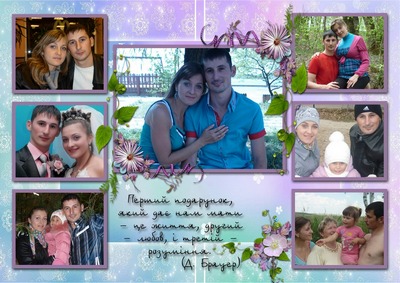 Перший подарунок,
який дає нам мати
– це життя, другий
– любов, і третій
розуміння.
(Д. Брауер)